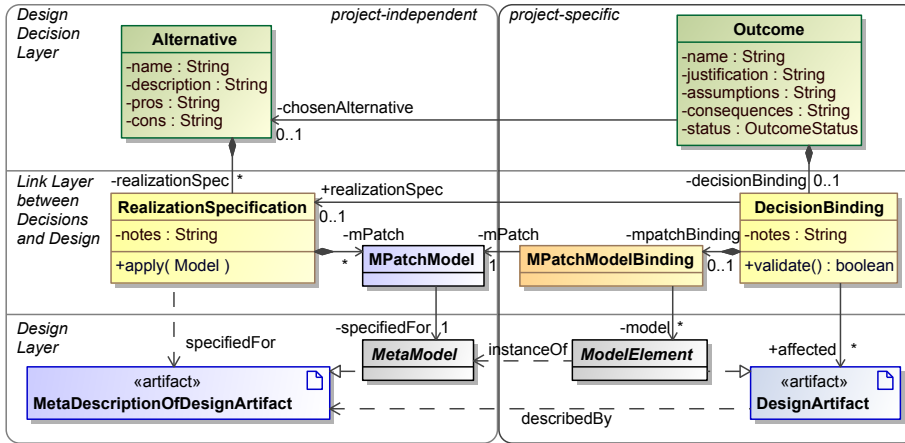 Design
Decision
Layer
project-independent
project-specific
Alternative
-name : String
-description : String
-pros : String
-cons : String
Outcome
-name : String
-justification : String
-assumptions : String
-consequences : String
-status : OutcomeStatus
-chosenAlternative
0..1
Link Layer
between
Decisions
and Design
-realizationSpec
*
+realizationSpec
0..1
-decisionBinding
0..1
RealizationSpecification
-notes : String
+apply( Model )
-mPatch
*
MPatchModel
-mPatch
1
MPatchModelBinding
-mpatchBinding
0..1
DecisionBinding
-notes : String
+validate() : boolean
Design
Layer
specifiedFor
-specifiedFor
1
MetaModel
instanceOf
-model
*
ModelElement
+affected
*
«artifact»
MetaDescriptionOfDesignArtifact
«artifact»
DesignArtifact
describedBy